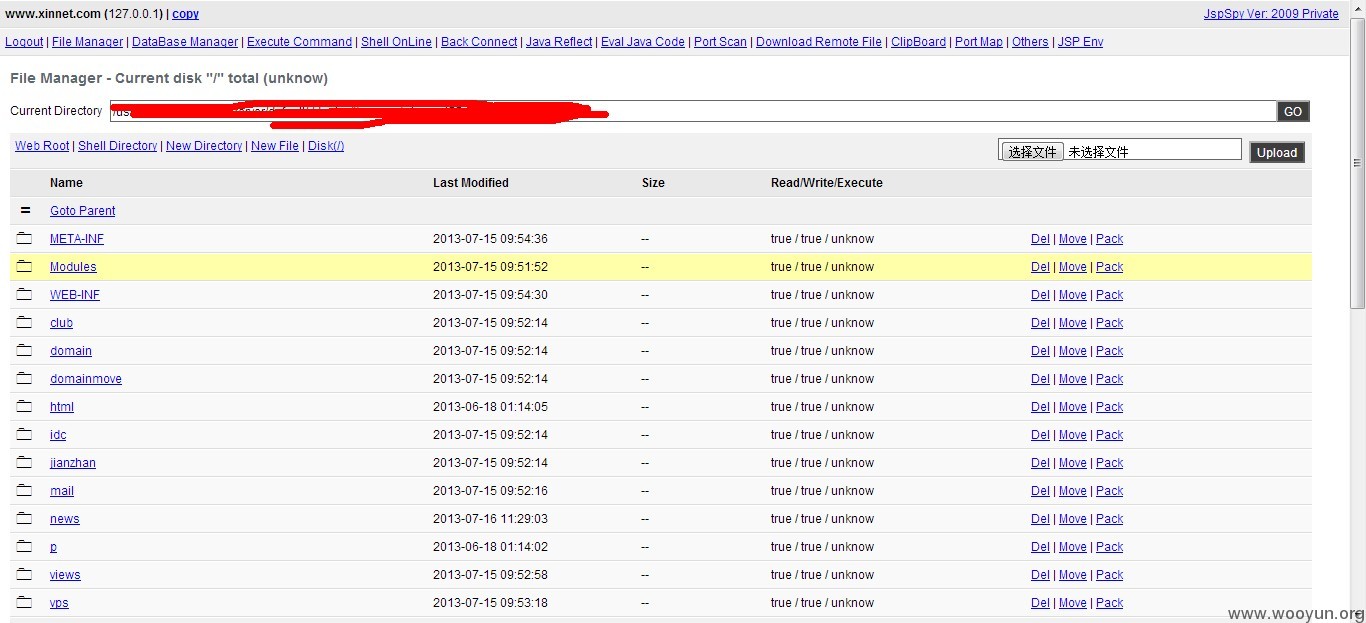 www.xinnet.com (127.0.0.1) | copy JspSpy Ver: 2009 Private
Logout | File Manager | DataBase Manager | Execute Command | Shell OnLine | Back Connect | Java Reflect | Eval Java Code | Port Scan | Download Remote File | ClipBoard | Port Map | Others | JSP Env
File Manager - Current disk "/" total (unknow)
Current Directory GO
Web Root | Shell Directory | New Directory | New File | Disk(/) 选择文件 未选择文件 Upload
Name Last Modified Size Read/Write/Execute
= Goto Parent
META-INF 2013-07-15 09:54:36 -- true / true / unknow Del | Move | Pack
Modules 2013-07-15 09:51:52 -- true / true / unknow Del | Move | Pack
WEB-INF 2013-07-15 09:54:30 -- true / true / unknow Del | Move | Pack
club 2013-07-15 09:52:14 -- true / true / unknow Del | Move | Pack
domain 2013-07-15 09:52:14 -- true / true / unknow Del | Move | Pack
domainmove 2013-07-15 09:52:14 -- true / true / unknow Del | Move | Pack
html 2013-06-18 01:14:05 -- true / true / unknow Del | Move | Pack
idc 2013-07-15 09:52:14 -- true / true / unknow Del | Move | Pack
jianzhan 2013-07-15 09:52:14 -- true / true / unknow Del | Move | Pack
mail 2013-07-15 09:52:16 -- true / true / unknow Del | Move | Pack
news 2013-07-16 11:29:03 -- true / true / unknow Del | Move | Pack
p 2013-06-18 01:14:02 -- true / true / unknow Del | Move | Pack
views 2013-07-15 09:52:58 -- true / true / unknow Del | Move | Pack
vps 2013-07-15 09:53:18 -- true / true / unknow Del | Move | Pack
www.wooyun.org